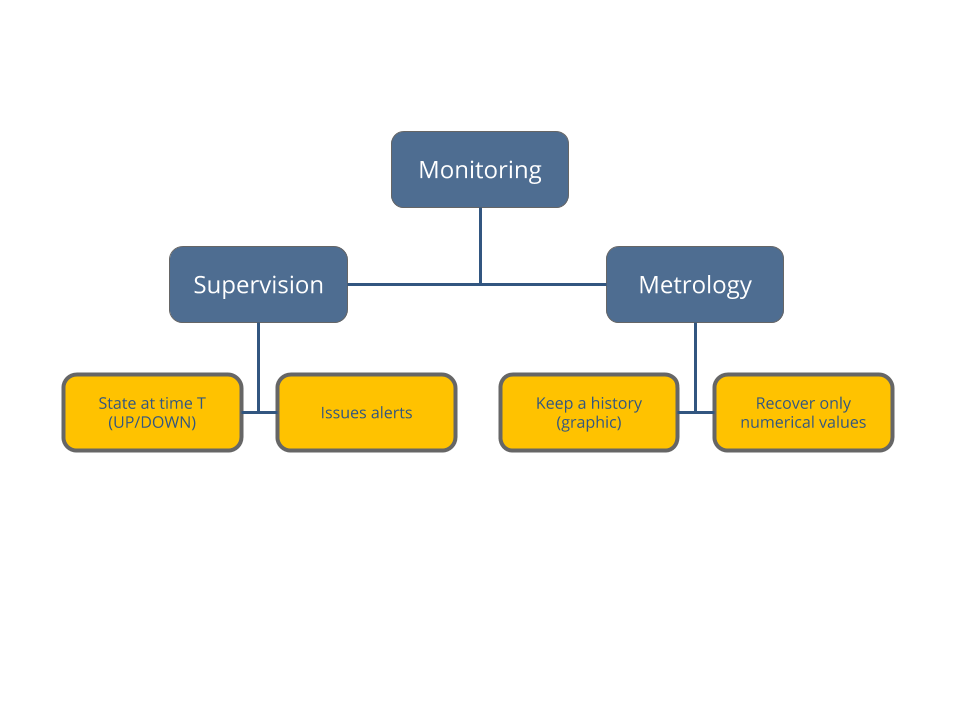 Monitoring
Supervision
Metrology
State at time T
(UP/DOWN)
Issues alerts
Keep a history
(graphic)
Recover only
numerical values